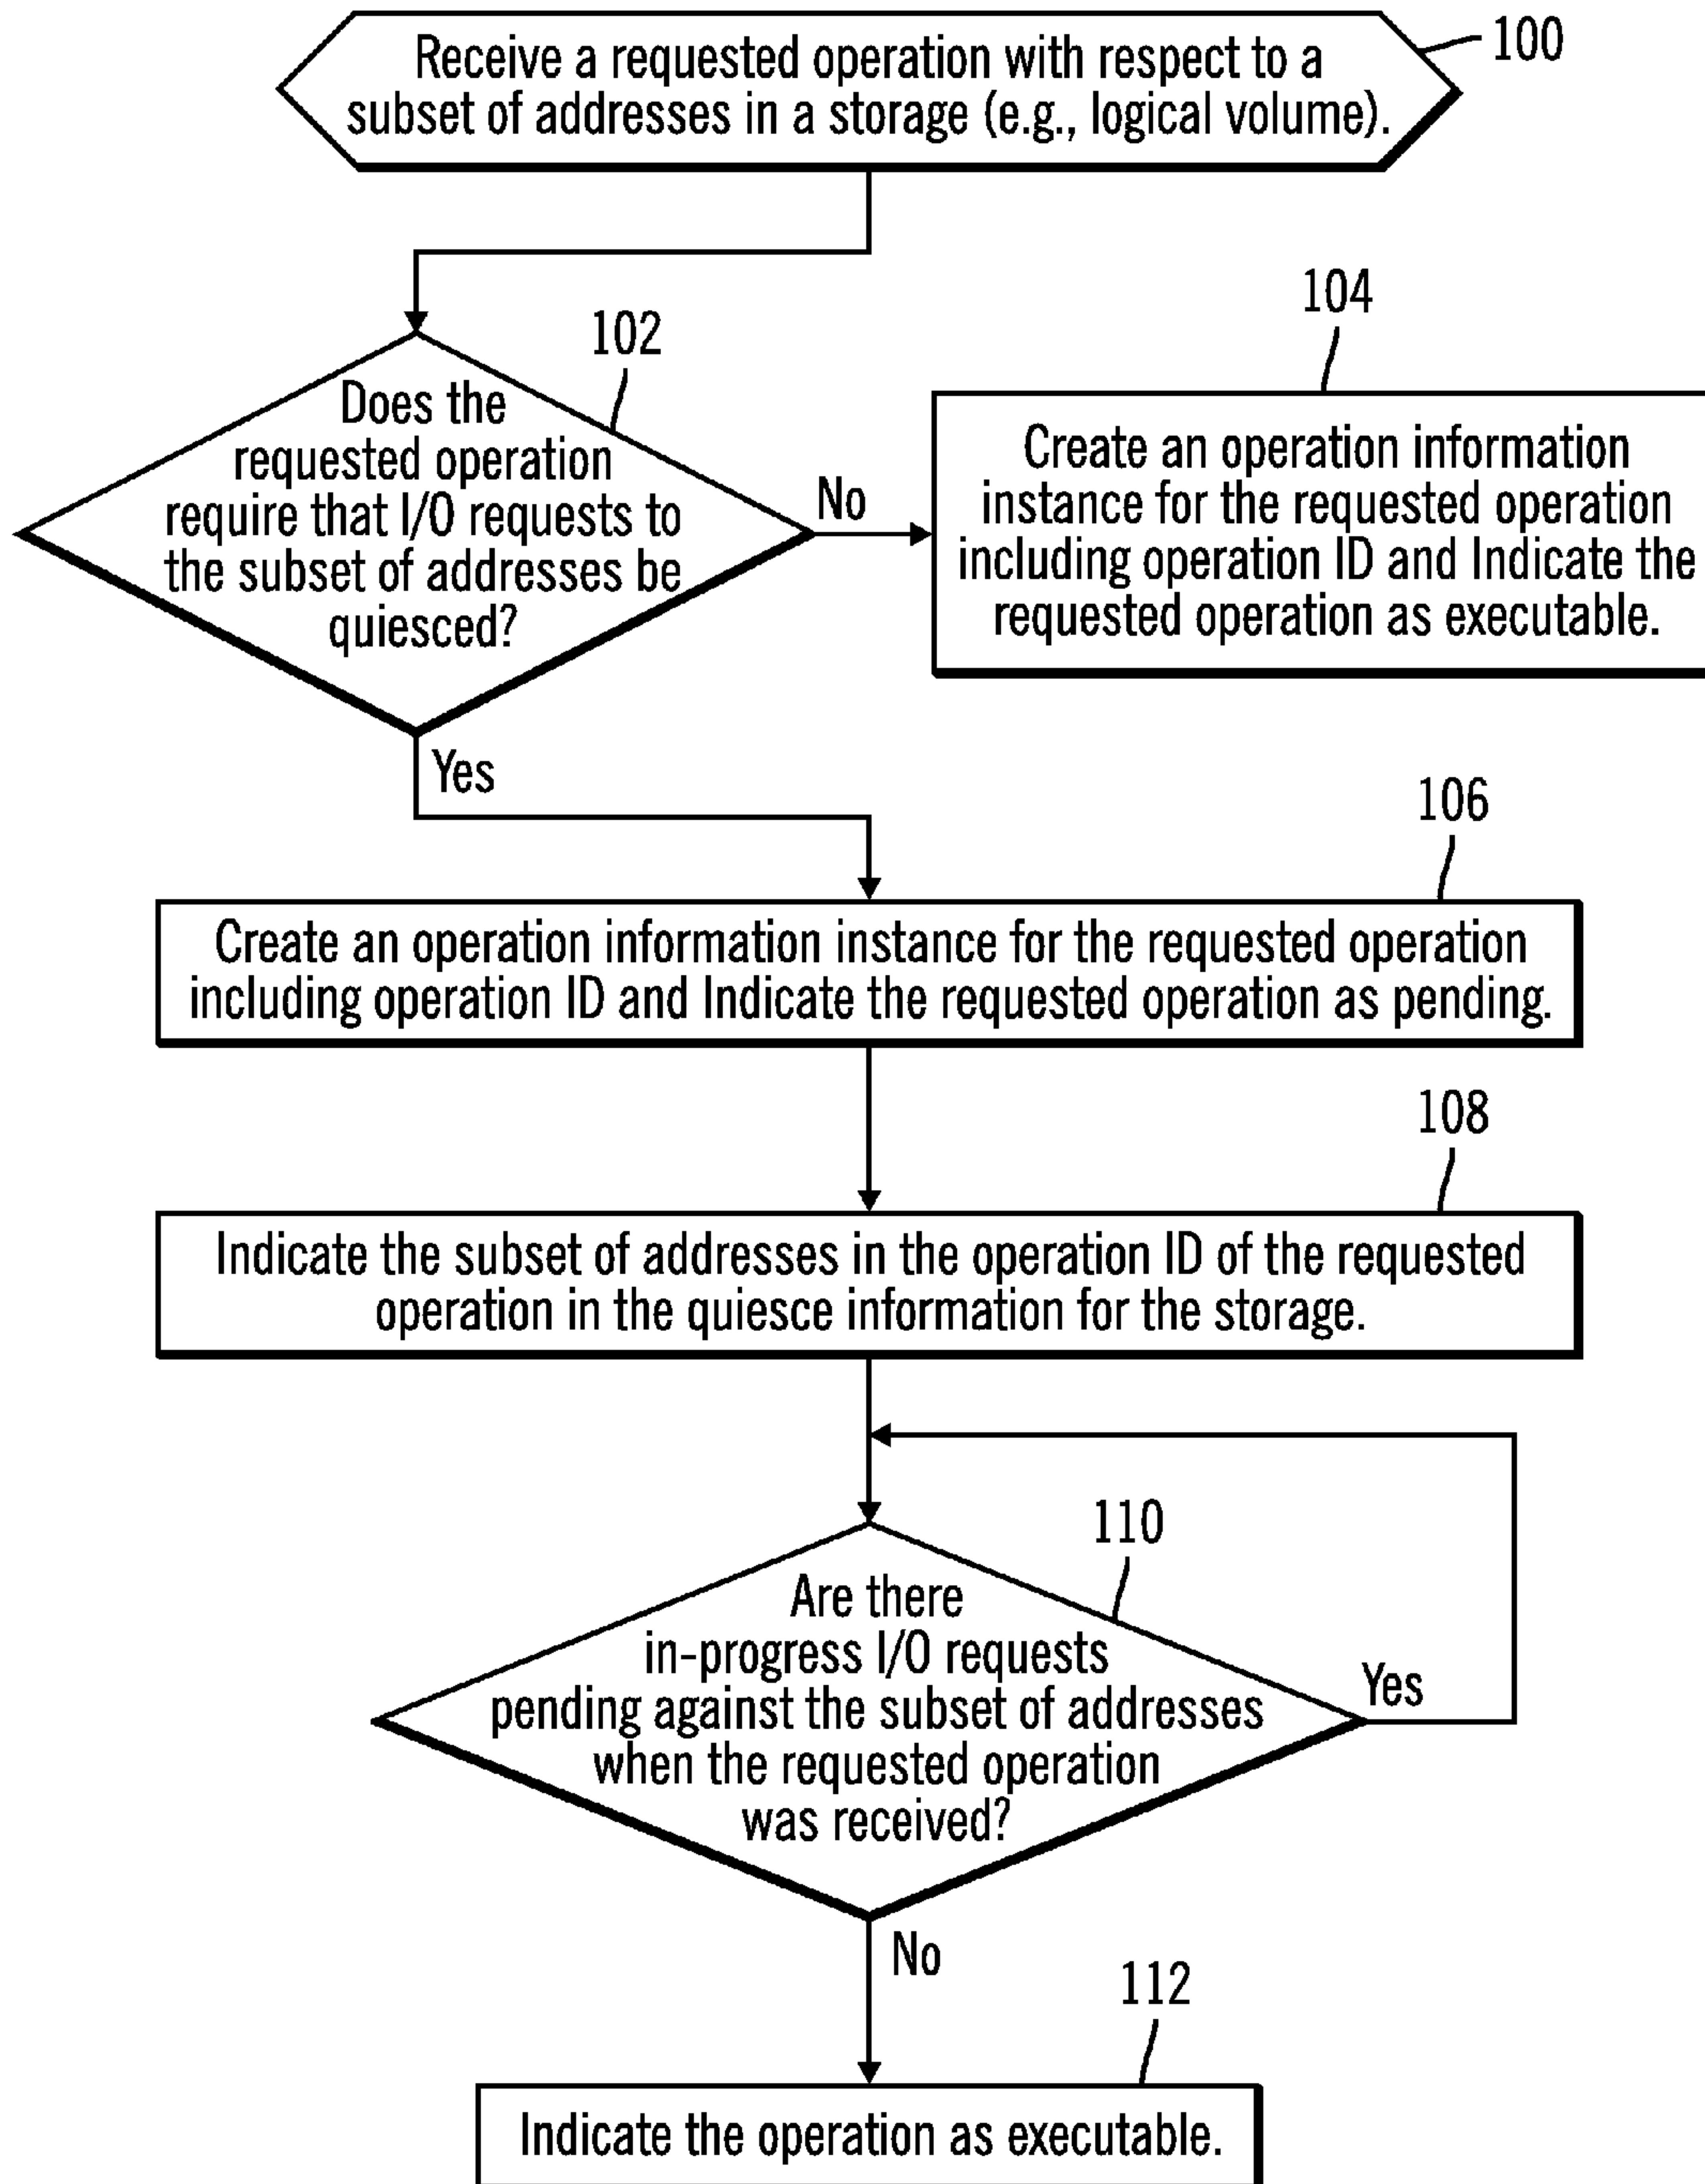 Receive a requested operation with respect to a
subset of addresses in a storage (e.g., logical volume).
100
102
Does the
requested operation
require that I/O requests to
the subset of addresses be
quiesced?
No
104
Create an operation information
instance for the requested operation
including operation ID and Indicate the
requested operation as executable.
Yes
106
Create an operation information instance for the requested operation
including operation ID and Indicate the requested operation as pending.
108
Indicate the subset of addresses in the operation ID of the requested
operation in the quiesce information for the storage.
110
Are there
in-progress I/O requests
pending against the subset of addresses
when the requested operation
was received?
Yes
No
112
Indicate the operation as executable.